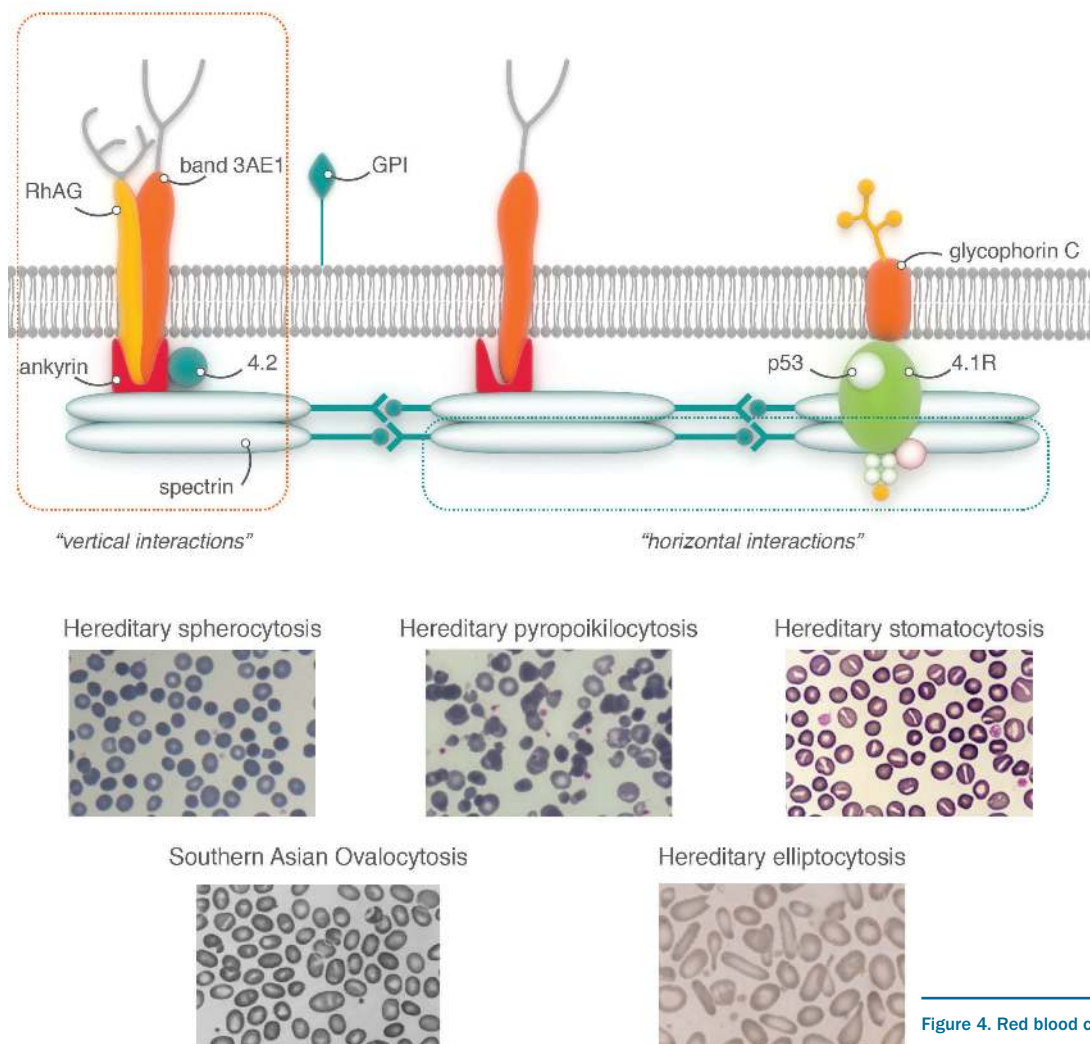 band 3AE1
GPI
RhAG
glycophorin C
ankyrin
4.2
p53
4.1R
spectrin
“vertical interactions”
“horizontal interactions”
Hereditary spherocytosis
Hereditary pyropoikilocytosis
Hereditary stomatocytosis
Southern Asian Ovalocytosis
Hereditary elliptocytosis
Figure 4. Red blood c